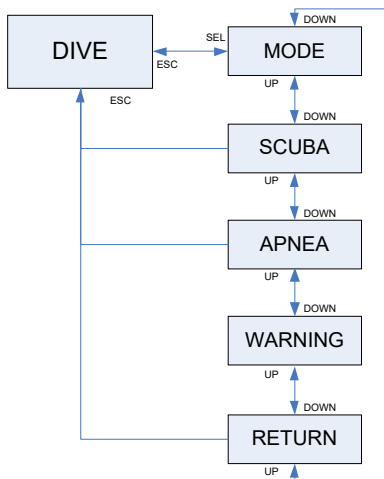 DOWN
DIVE
SEL
MODE
ESC
UP
ESC
DOWN
SCUBA
UP
DOWN
APNEA
UP
DOWN
WARNING
UP
DOWN
RETURN
UP